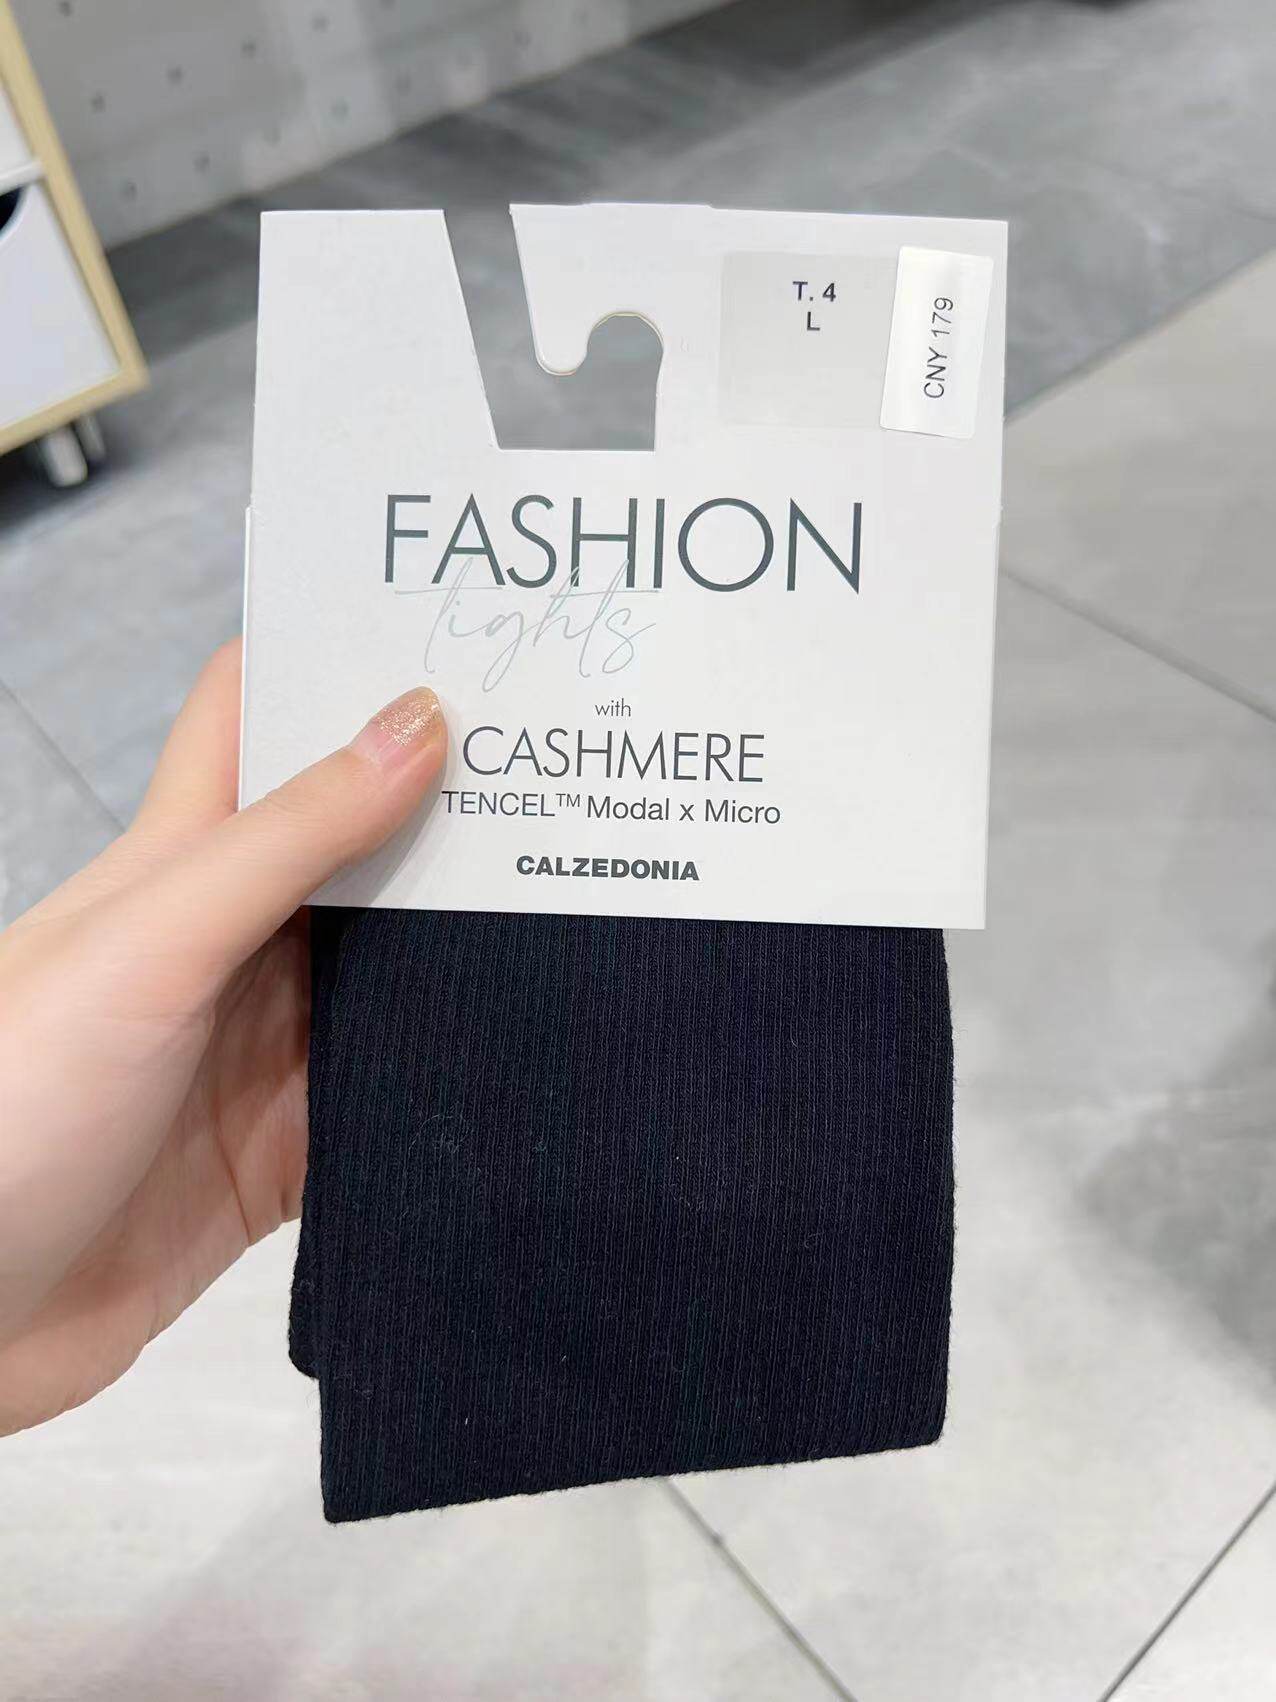 T. 4
L
CNY 179
FASHION
tights
with
CASHMERE
TENCEL™ Modal x Micro
CALZEDONIA